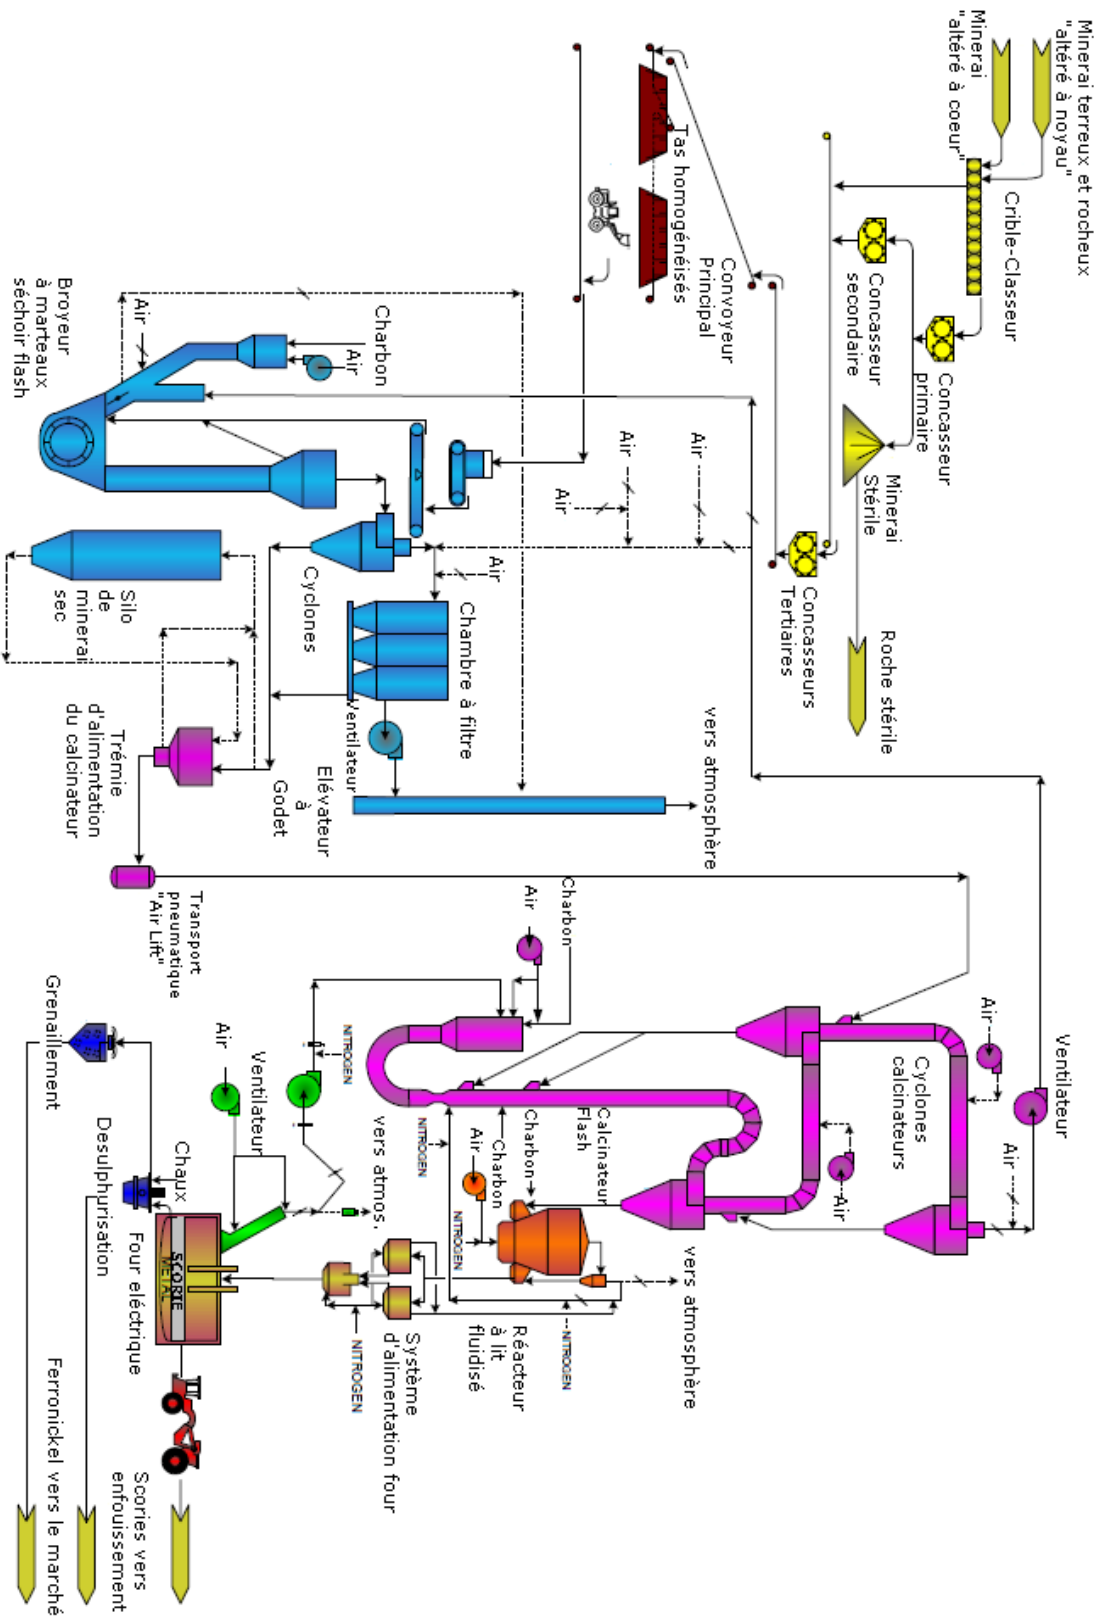 Minerai terreux et rocheux
"altéré à noyau"
Minerai
"altéré à coeur"
Crible-Classeur
Concasseur
primaire
Concasseur
secondaire
Minerai
Stérile
Roche stérile
Concasseurs
Tertiaires
Convoyeur
Principal
Tas homogénéisés
Air
Air
Air
Charbon
Air
Air
Broyeur
à marteaux
séchoir flash
Cyclones
Air
Chambre à filtre
Ventilateur
Elévateur
à
Godet
vers atmosphère
Silo
de
minerai
sec
Trémie
d'alimentation
du calcinateur
Transport
pneumatique
"Air Lift"
Ventilateur
Air
Air
Cyclones
calcinateurs
Air
Charbon
Air
Calcinateur
Flash
Charbon
Charbon
Air
NITROGEN
NITROGEN
NITROGEN
NITROGEN
vers atmosphère
Réacteur
à lit
fluidisé
Système
d'alimentation four
NITROGEN
vers atmos.
Ventilateur
Air
Chaux
SCORIE
METAL
Four eléctrique
Desulphurisation
Grenaillement
Scories vers
enfouissement
Ferronickel vers le marché